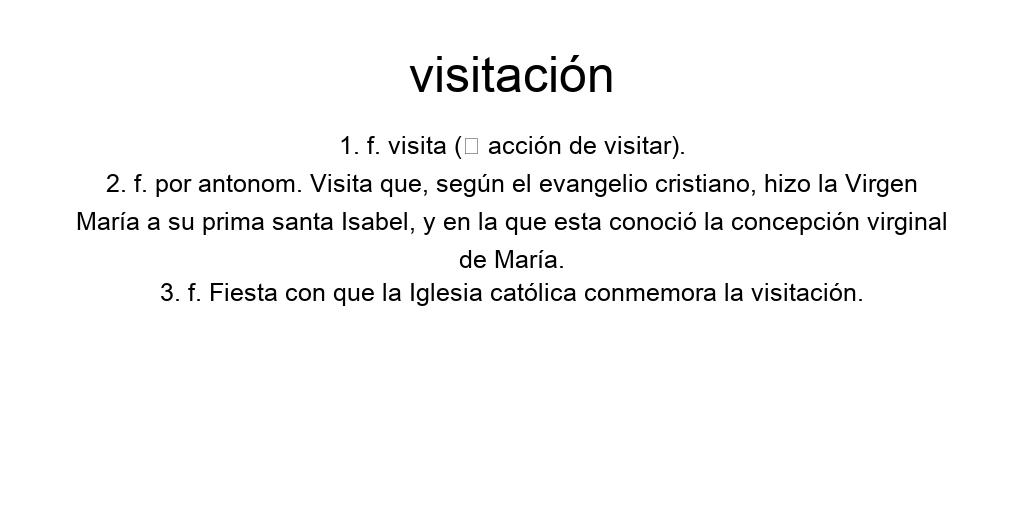 visitación
1. f. visita (□ acción de visitar).
2. f. por antonom. Visita que, según el evangelio cristiano, hizo la Virgen
María a su prima santa Isabel, y en la que esta conoció la concepción virginal
de María.
3. f. Fiesta con que la Iglesia católica conmemora la visitación.